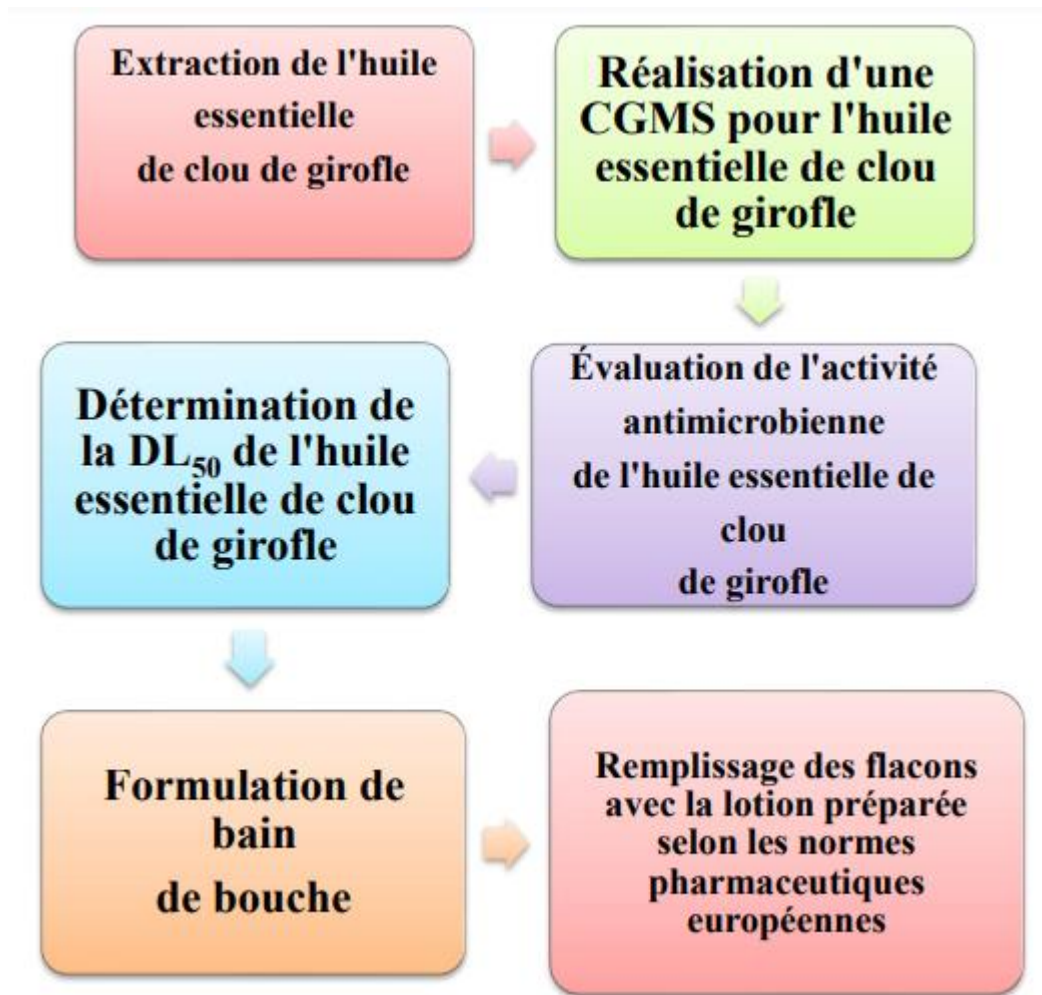 Extraction de l'huile
essentielle
de clou de girofle
Réalisation d'une
CGMS pour l'huile
essentielle de clou
de girofle
Évaluation de l'activité
antimicrobienne
de l'huile essentielle de
clou
de girofle
Détermination de
la DL₅₀ de l'huile
essentielle de clou
de girofle
Formulation de
bain
de bouche
Remplissage des flacons
avec la lotion préparée
selon les normes
pharmaceutiques
européennes